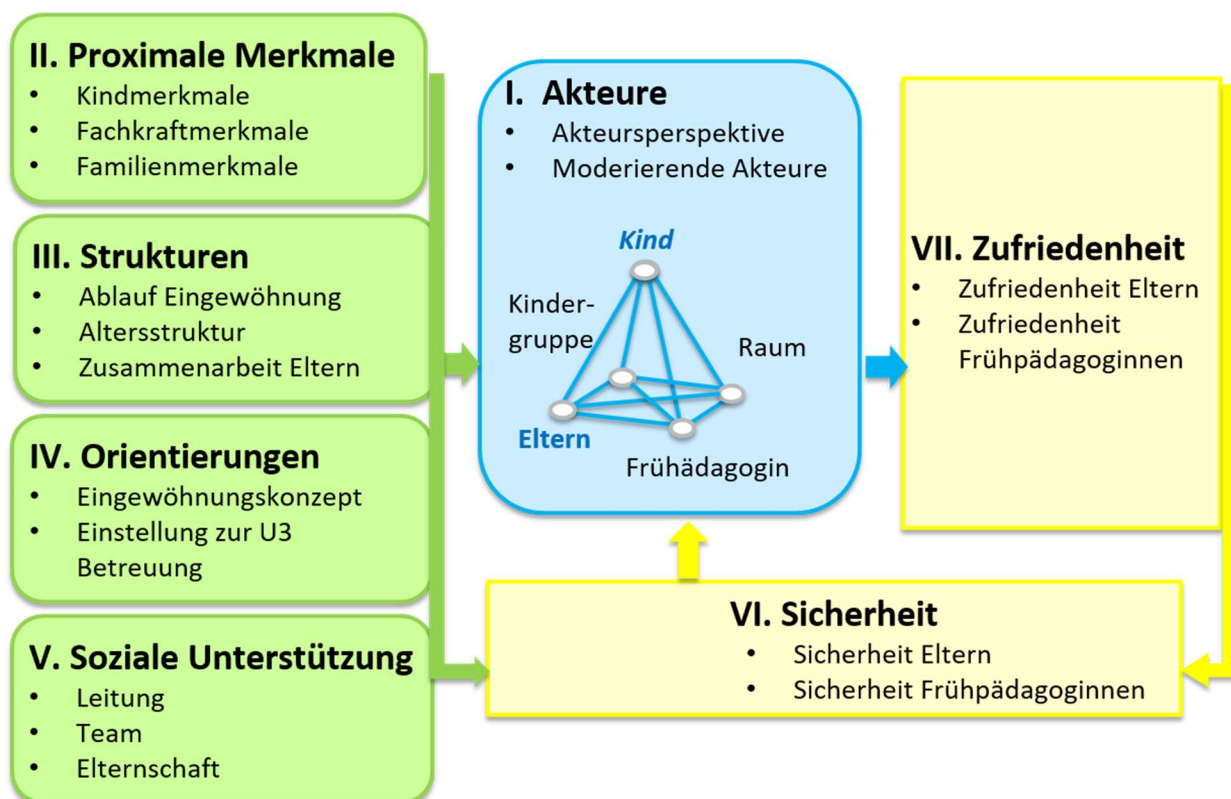 II. Proximale Merkmale
• Kindmerkmale
• Fachkraftmerkmale
• Familienmerkmale
III. Strukturen
• Ablauf Eingewöhnung
• Altersstruktur
• Zusammenarbeit Eltern
IV. Orientierungen
• Eingewöhnungskonzept
• Einstellung zur U3
Betreuung
V. Soziale Unterstützung
• Leitung
• Team
• Elternschaft
I. Akteure
• Akteursperspektive
• Moderierende Akteure
Kind
Kinder-
gruppe
Raum
Eltern
Frühädagogin
VII. Zufriedenheit
• Zufriedenheit Eltern
• Zufriedenheit
Frühpädagoginnen
VI. Sicherheit
• Sicherheit Eltern
• Sicherheit Frühpädagoginnen